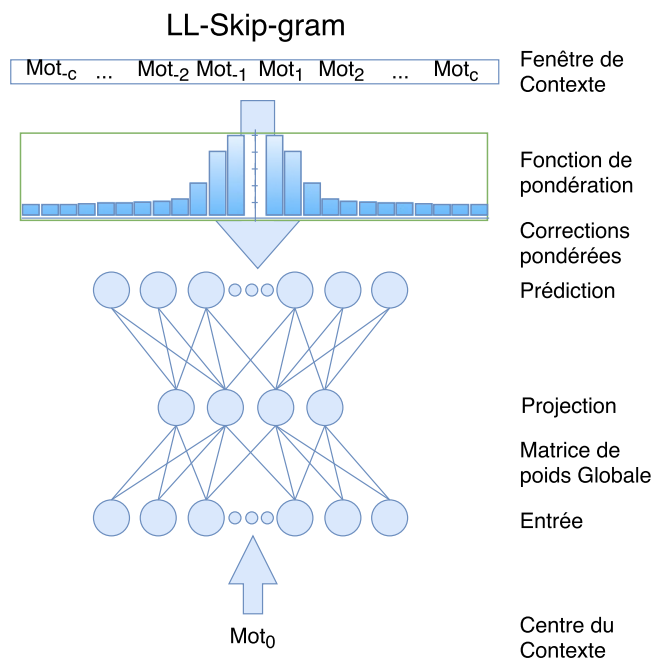 LL-Skip-gram
Mot-c ... Mot-2 Mot-1 Mot1 Mot2 ... Motc
Fenêtre de
Contexte
Fonction de
pondération
Corrections
pondérées
Prédiction
Projection
Matrice de
poids Globale
Entrée
Mot0
Centre du
Contexte